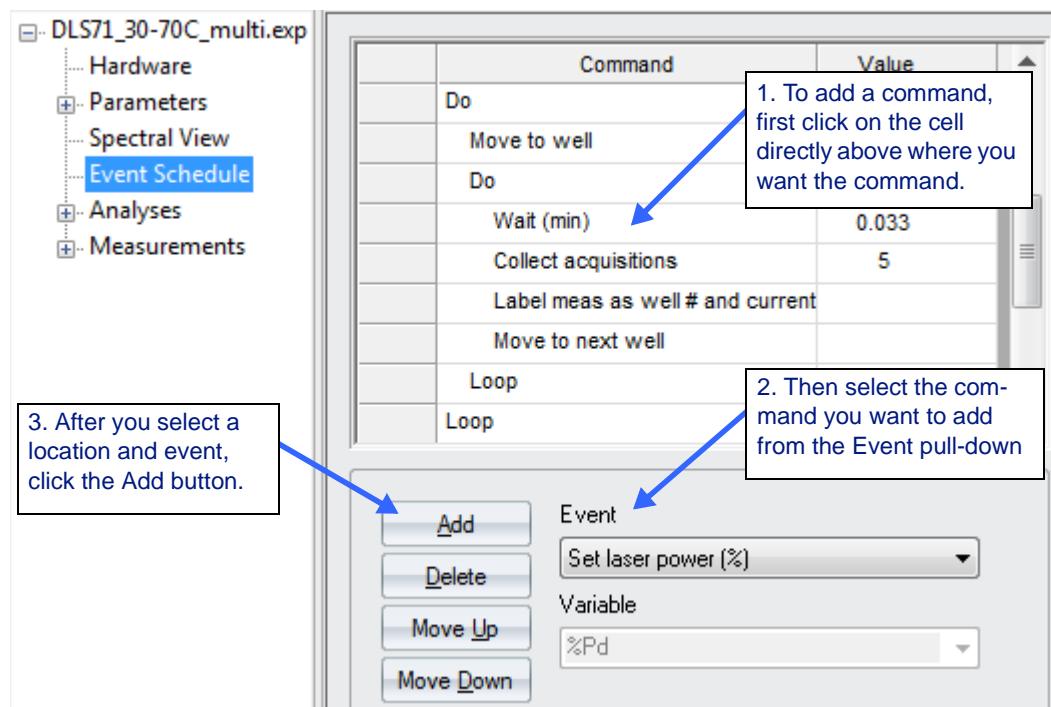 DLS71_30-70C_multi.exp
Hardware
Parameters
Spectral View
Event Schedule
Analyses
Measurements
Command Value
Do
Move to well
Do
Wait (min) 0.033
Collect acquisitions 5
Label meas as well # and current
Move to next well
Loop
Loop
1. To add a command,
first click on the cell
directly above where you
want the command.
2. Then select the com-
mand you want to add
from the Event pull-down
3. After you select a
location and event,
click the Add button.
Add
Delete
Move Up
Move Down
Event
Set laser power (%)
Variable
%Pd